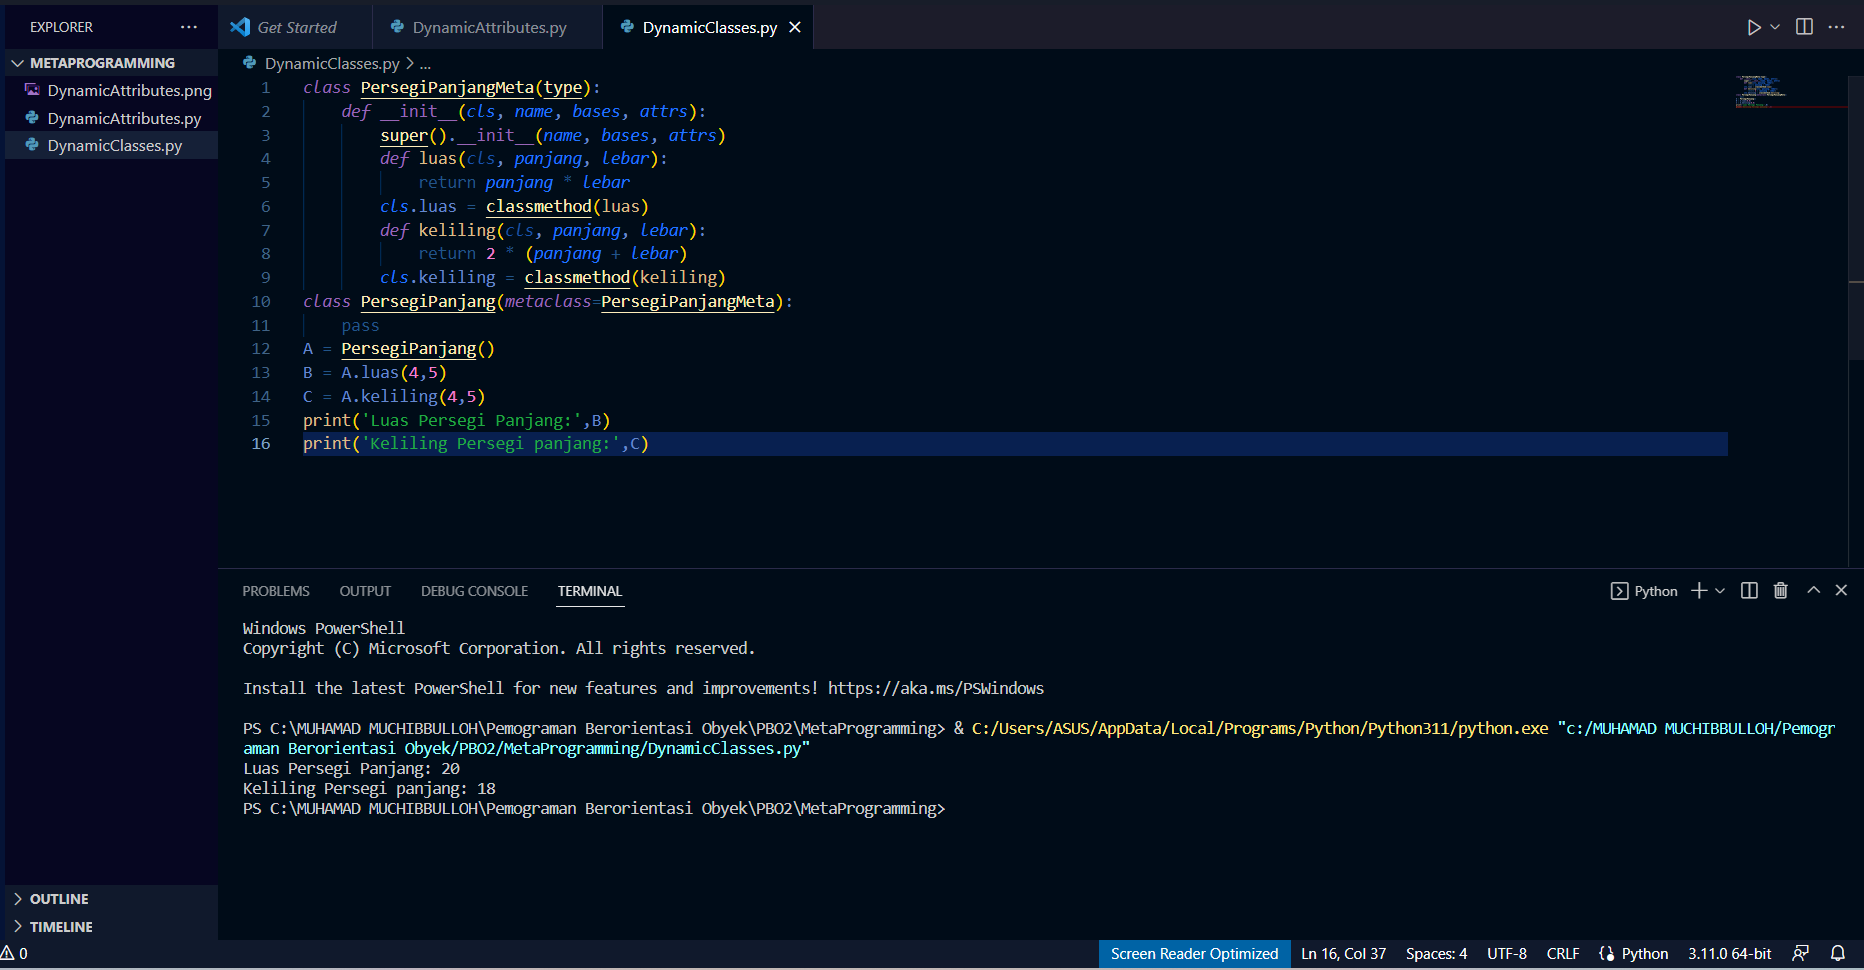 EXPLORER
Get Started
DynamicAttributes.py
DynamicClasses.py
METAPROGRAMMING
DynamicAttributes.png
DynamicAttributes.py
DynamicClasses.py
DynamicClasses.py > ...
1 class PersegiPanjangMeta(type):
2 def __init__(cls, name, bases, attrs):
3 super().__init__(name, bases, attrs)
4 def luas(cls, panjang, lebar):
5 return panjang * lebar
6 cls.luas = classmethod(luas)
7 def keliling(cls, panjang, lebar):
8 return 2 * (panjang + lebar)
9 cls.keliling = classmethod(keliling)
10 class PersegiPanjang(metaclass=PersegiPanjangMeta):
11 pass
12 A = PersegiPanjang()
13 B = A.luas(4,5)
14 C = A.keliling(4,5)
15 print('Luas Persegi Panjang:',B)
16 print('Keliling Persegi panjang:',C)
PROBLEMS OUTPUT DEBUG CONSOLE TERMINAL
Python
Windows PowerShell
Copyright (C) Microsoft Corporation. All rights reserved.
Install the latest PowerShell for new features and improvements! https://aka.ms/PSWindows
PS C:\MUHAMAD MUCHIBBULLOH\Pemograman Berorientasi Obyek\PBO2\MetaProgramming> & C:/Users/ASUS/AppData/Local/Programs/Python/Python311/python.exe "c:/MUHAMAD MUCHIBBULLOH/Pemogr
aman Berorientasi Obyek/PBO2/MetaProgramming/DynamicClasses.py"
Luas Persegi Panjang: 20
Keliling Persegi panjang: 18
PS C:\MUHAMAD MUCHIBBULLOH\Pemograman Berorientasi Obyek\PBO2\MetaProgramming>
OUTLINE
TIMELINE
0
Screen Reader Optimized
Ln 16, Col 37
Spaces: 4
UTF-8
CRLF
Python
3.11.0 64-bit